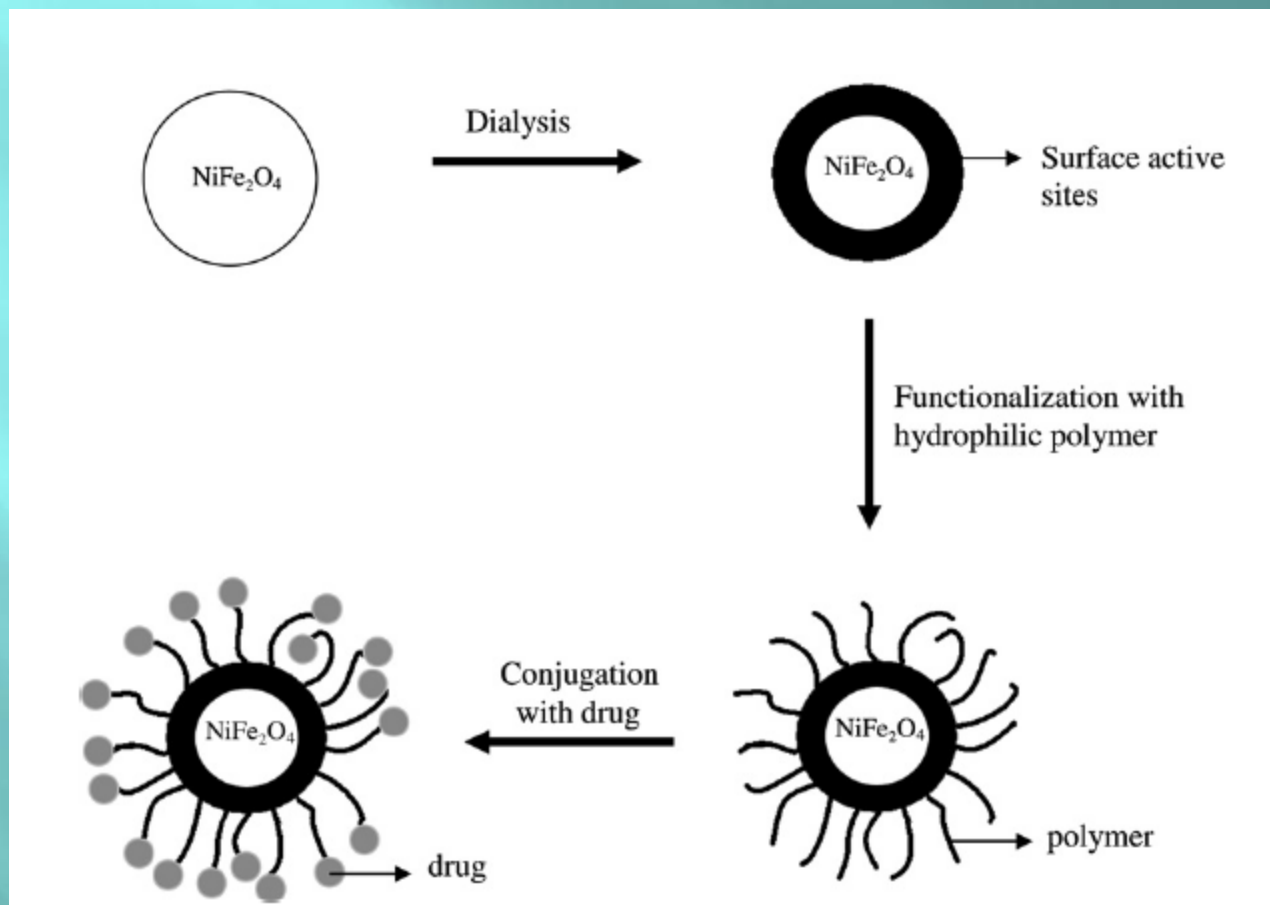 NiFe₂O₄
Dialysis
NiFe₂O₄
Surface active
sites
Functionalization with
hydrophilic polymer
NiFe₂O₄
polymer
Conjugation
with drug
NiFe₂O₄
drug